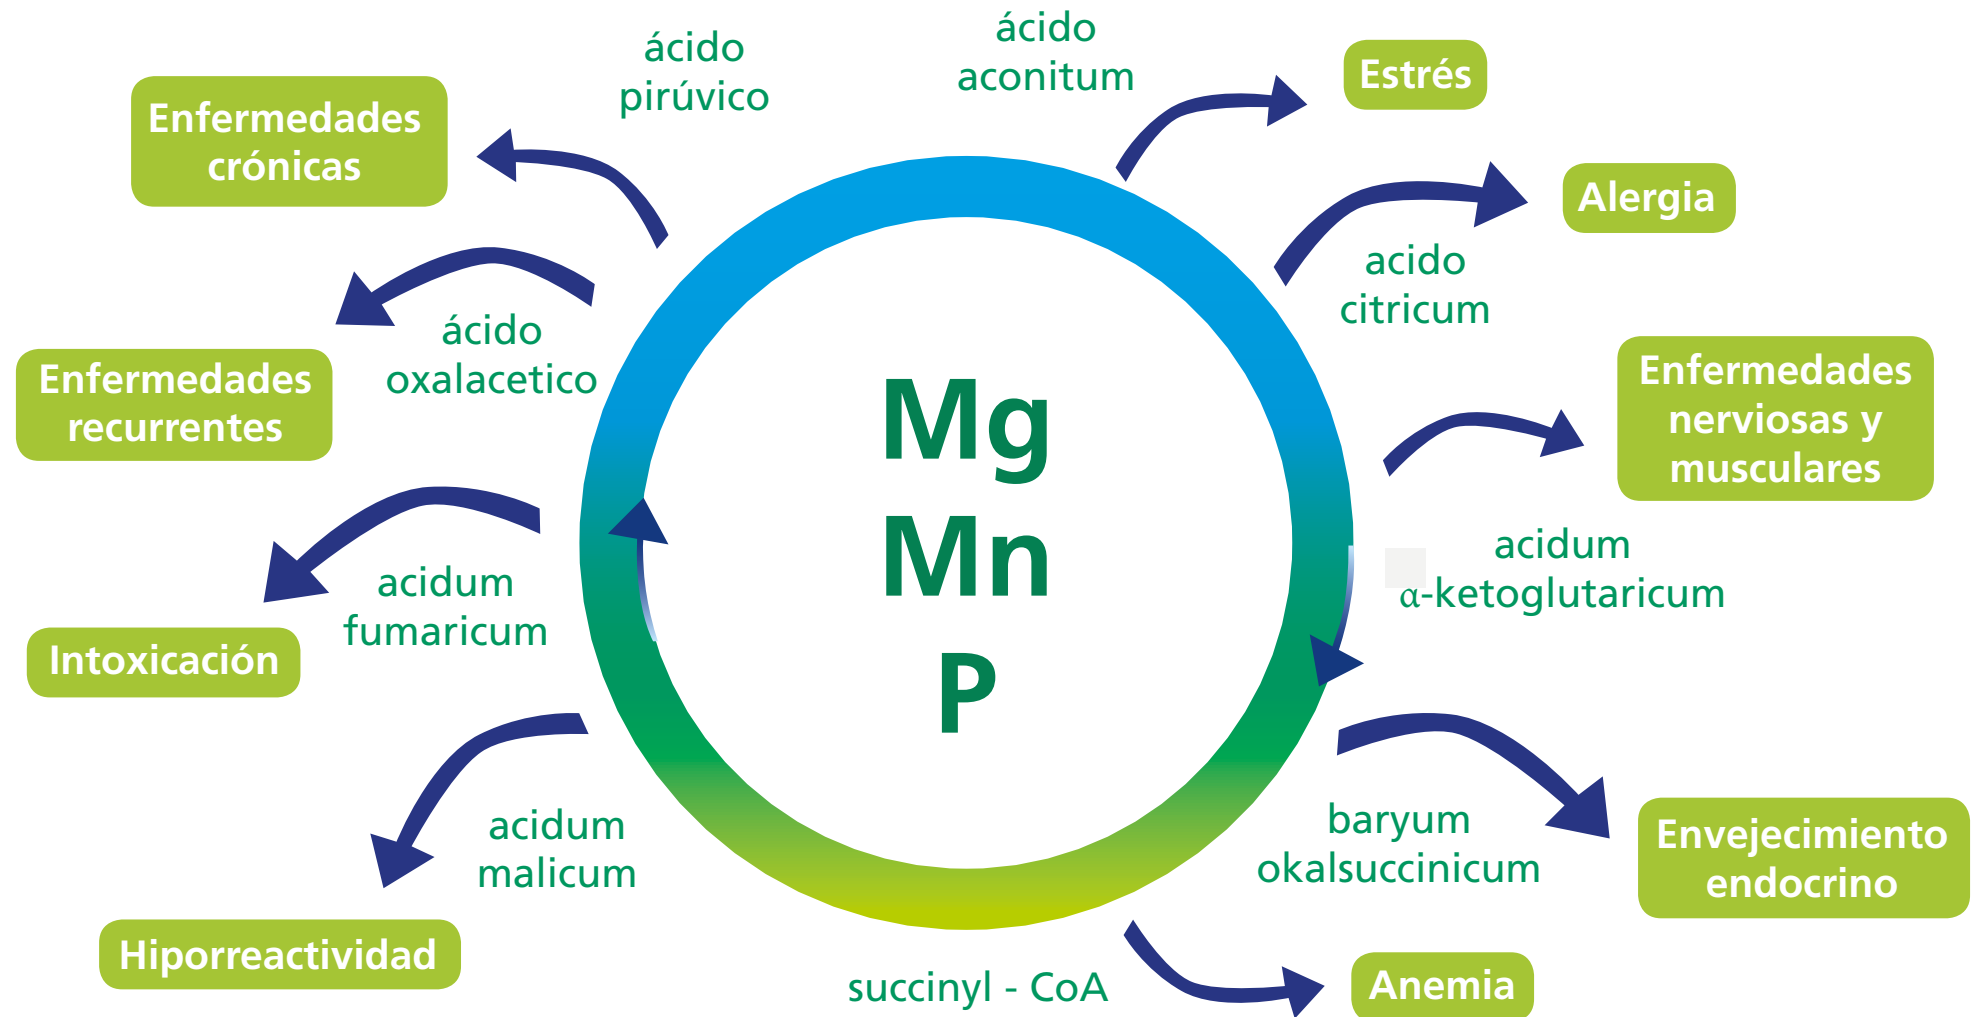 ácido
pirúvico
ácido
aconitum
Estrés
Enfermedades
crónicas
Alergia
acido
citricum
ácido
oxalacetico
Enfermedades
recurrentes
Enfermedades
nerviosas y
musculares
Mg
Mn
P
acidum
α-ketoglutaricum
acidum
fumaricum
Intoxicación
acidum
malicum
baryum
okalsuccinicum
Envejecimiento
endocrino
Hiporreactividad
succinyl - CoA
Anemia